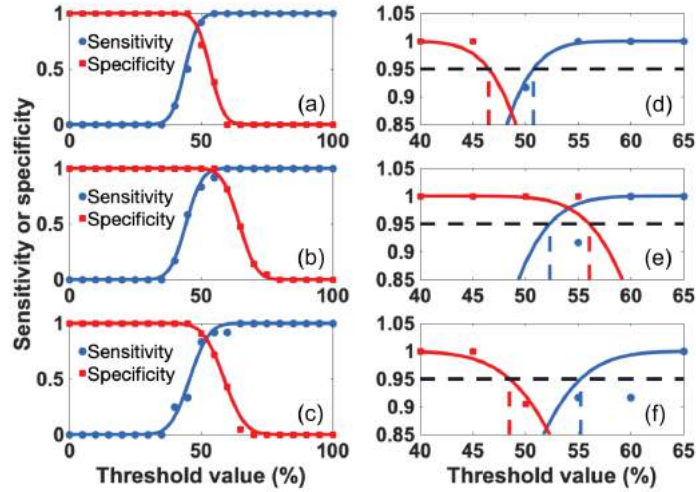 Sensitivity or specificity
1
0.5
0
Sensitivity
Specificity
(a)
0 50 100
1
0.5
0
Sensitivity
Specificity
(b)
0 50 100
1
0.5
0
Sensitivity
Specificity
(c)
0 50 100
Threshold value (%)
1.05
1
0.95
0.9
0.85
(d)
40 45 50 55 60 65
1.05
1
0.95
0.9
0.85
(e)
40 45 50 55 60 65
1.05
1
0.95
0.9
0.85
(f)
40 45 50 55 60 65
Threshold value (%)